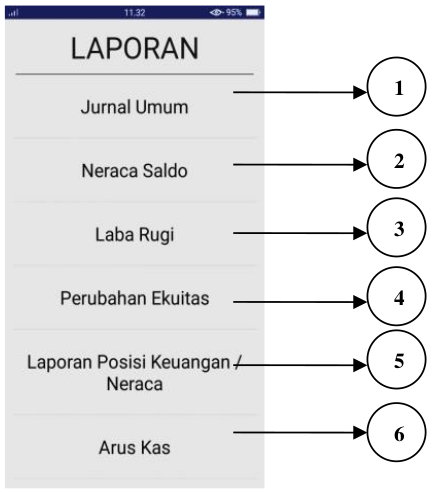 11.32 95%
LAPORAN
Jurnal Umum 1
Neraca Saldo 2
Laba Rugi 3
Perubahan Ekuitas 4
Laporan Posisi Keuangan / 5
Neraca
Arus Kas 6